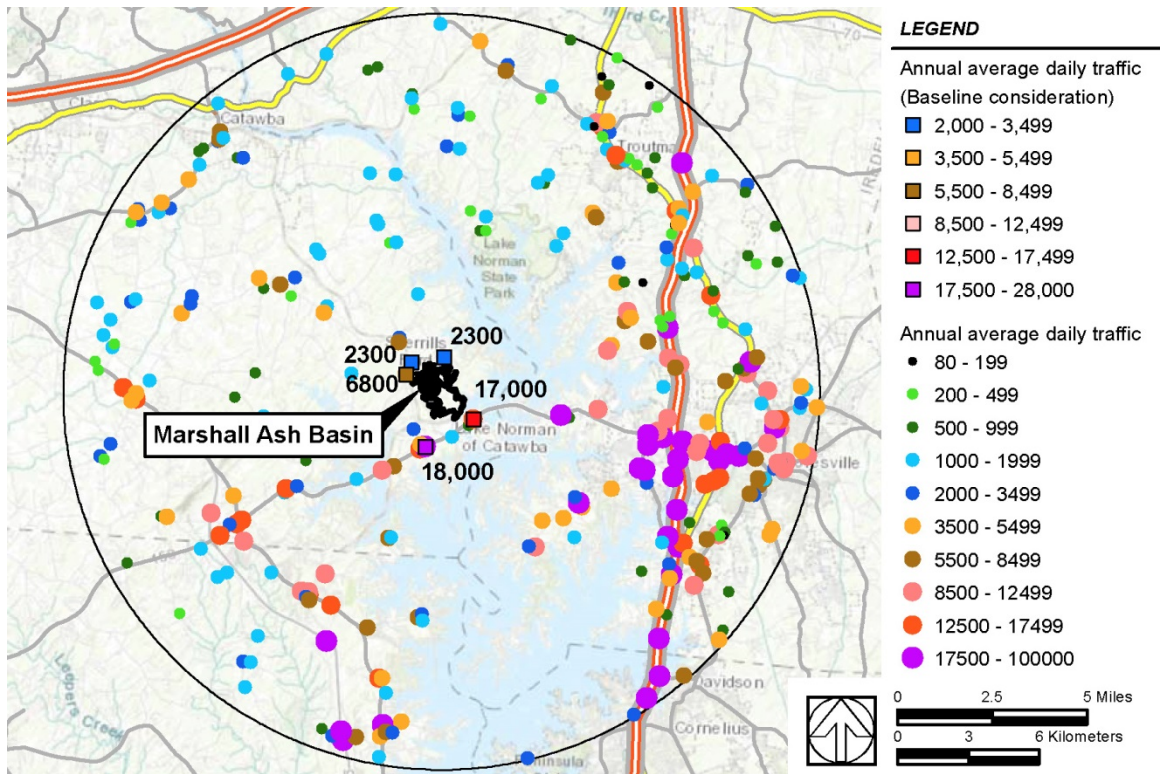 70
Catawba
Troutman
IREDEL
Lake
Norman
State
Park
2300
2300
6800
17,000
Marshall Ash Basin
Lake Norman
of Catawba
18,000
150
Davidson
Cornelius
LEGEND
Annual average daily traffic
(Baseline consideration)
2,000 - 3,499
3,500 - 5,499
5,500 - 8,499
8,500 - 12,499
12,500 - 17,499
17,500 - 28,000
Annual average daily traffic
80 - 199
200 - 499
500 - 999
1000 - 1999
2000 - 3499
3500 - 5499
5500 - 8499
8500 - 12499
12500 - 17499
17500 - 100000
0 2.5 5 Miles
0 3 6 Kilometers